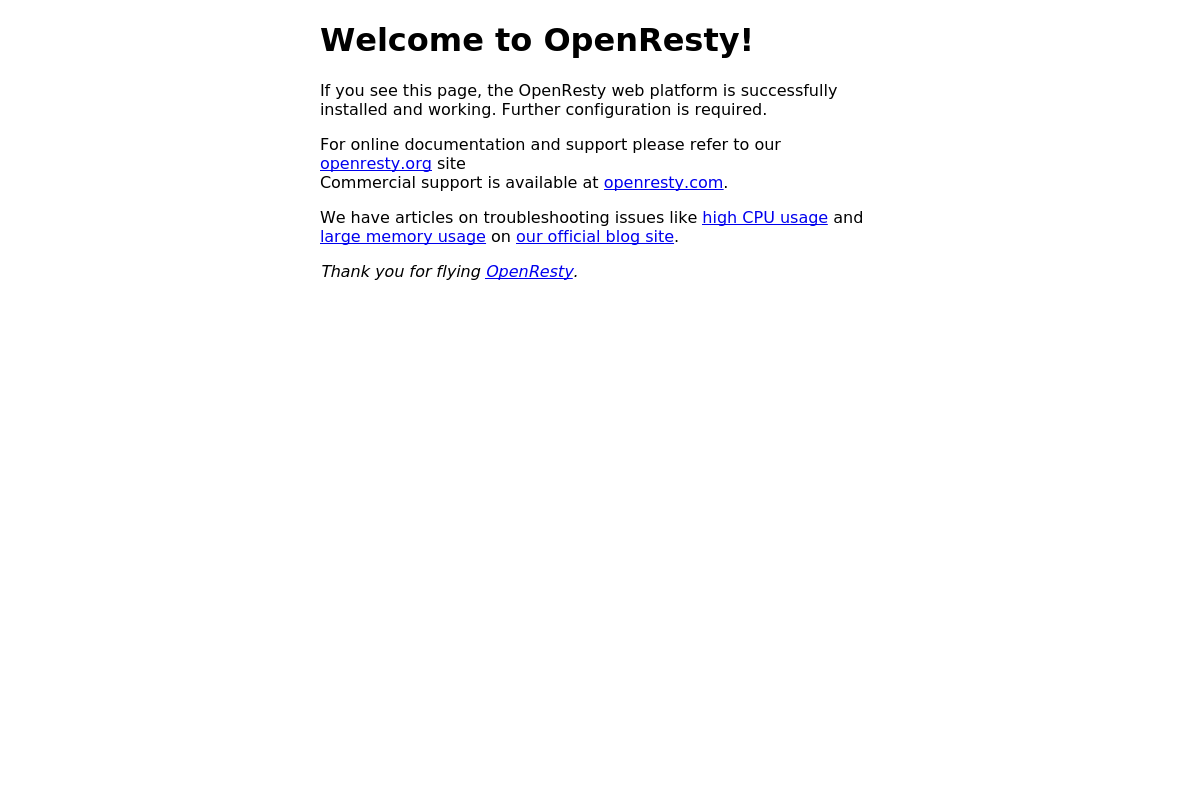 Welcome to OpenResty!
If you see this page, the OpenResty web platform is successfully
installed and working. Further configuration is required.
For online documentation and support please refer to our
openresty.org site
Commercial support is available at openresty.com.
We have articles on troubleshooting issues like high CPU usage and
large memory usage on our official blog site.
Thank you for flying OpenResty.